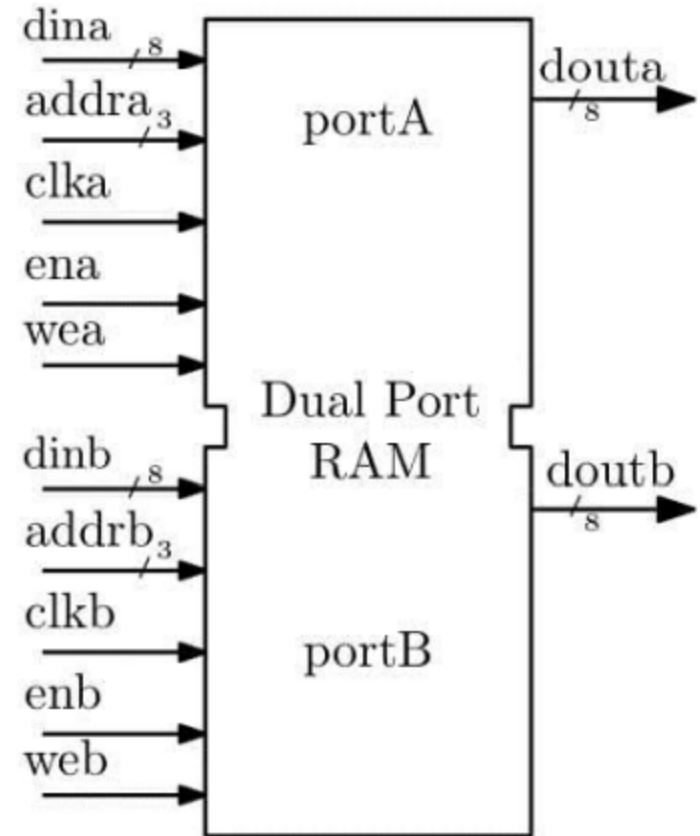 dina
8
addra
3
clka
ena
wea
portA
douta
8
Dual Port
RAM
dinb
8
addrb
3
clkb
enb
web
portB
doutb
8